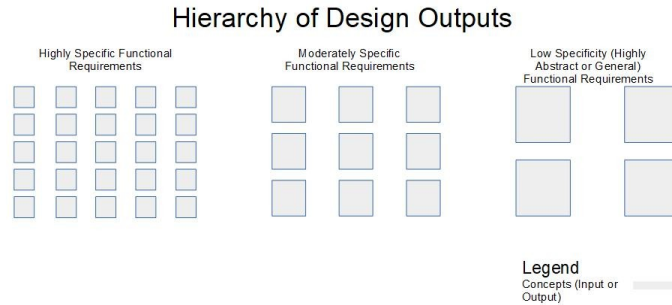 Hierarchy of Design Outputs
Highly Specific Functional
Requirements
Moderately Specific
Functional Requirements
Low Specificity (Highly
Abstract or General)
Functional Requirements
Legend
Concepts (Input or
Output)